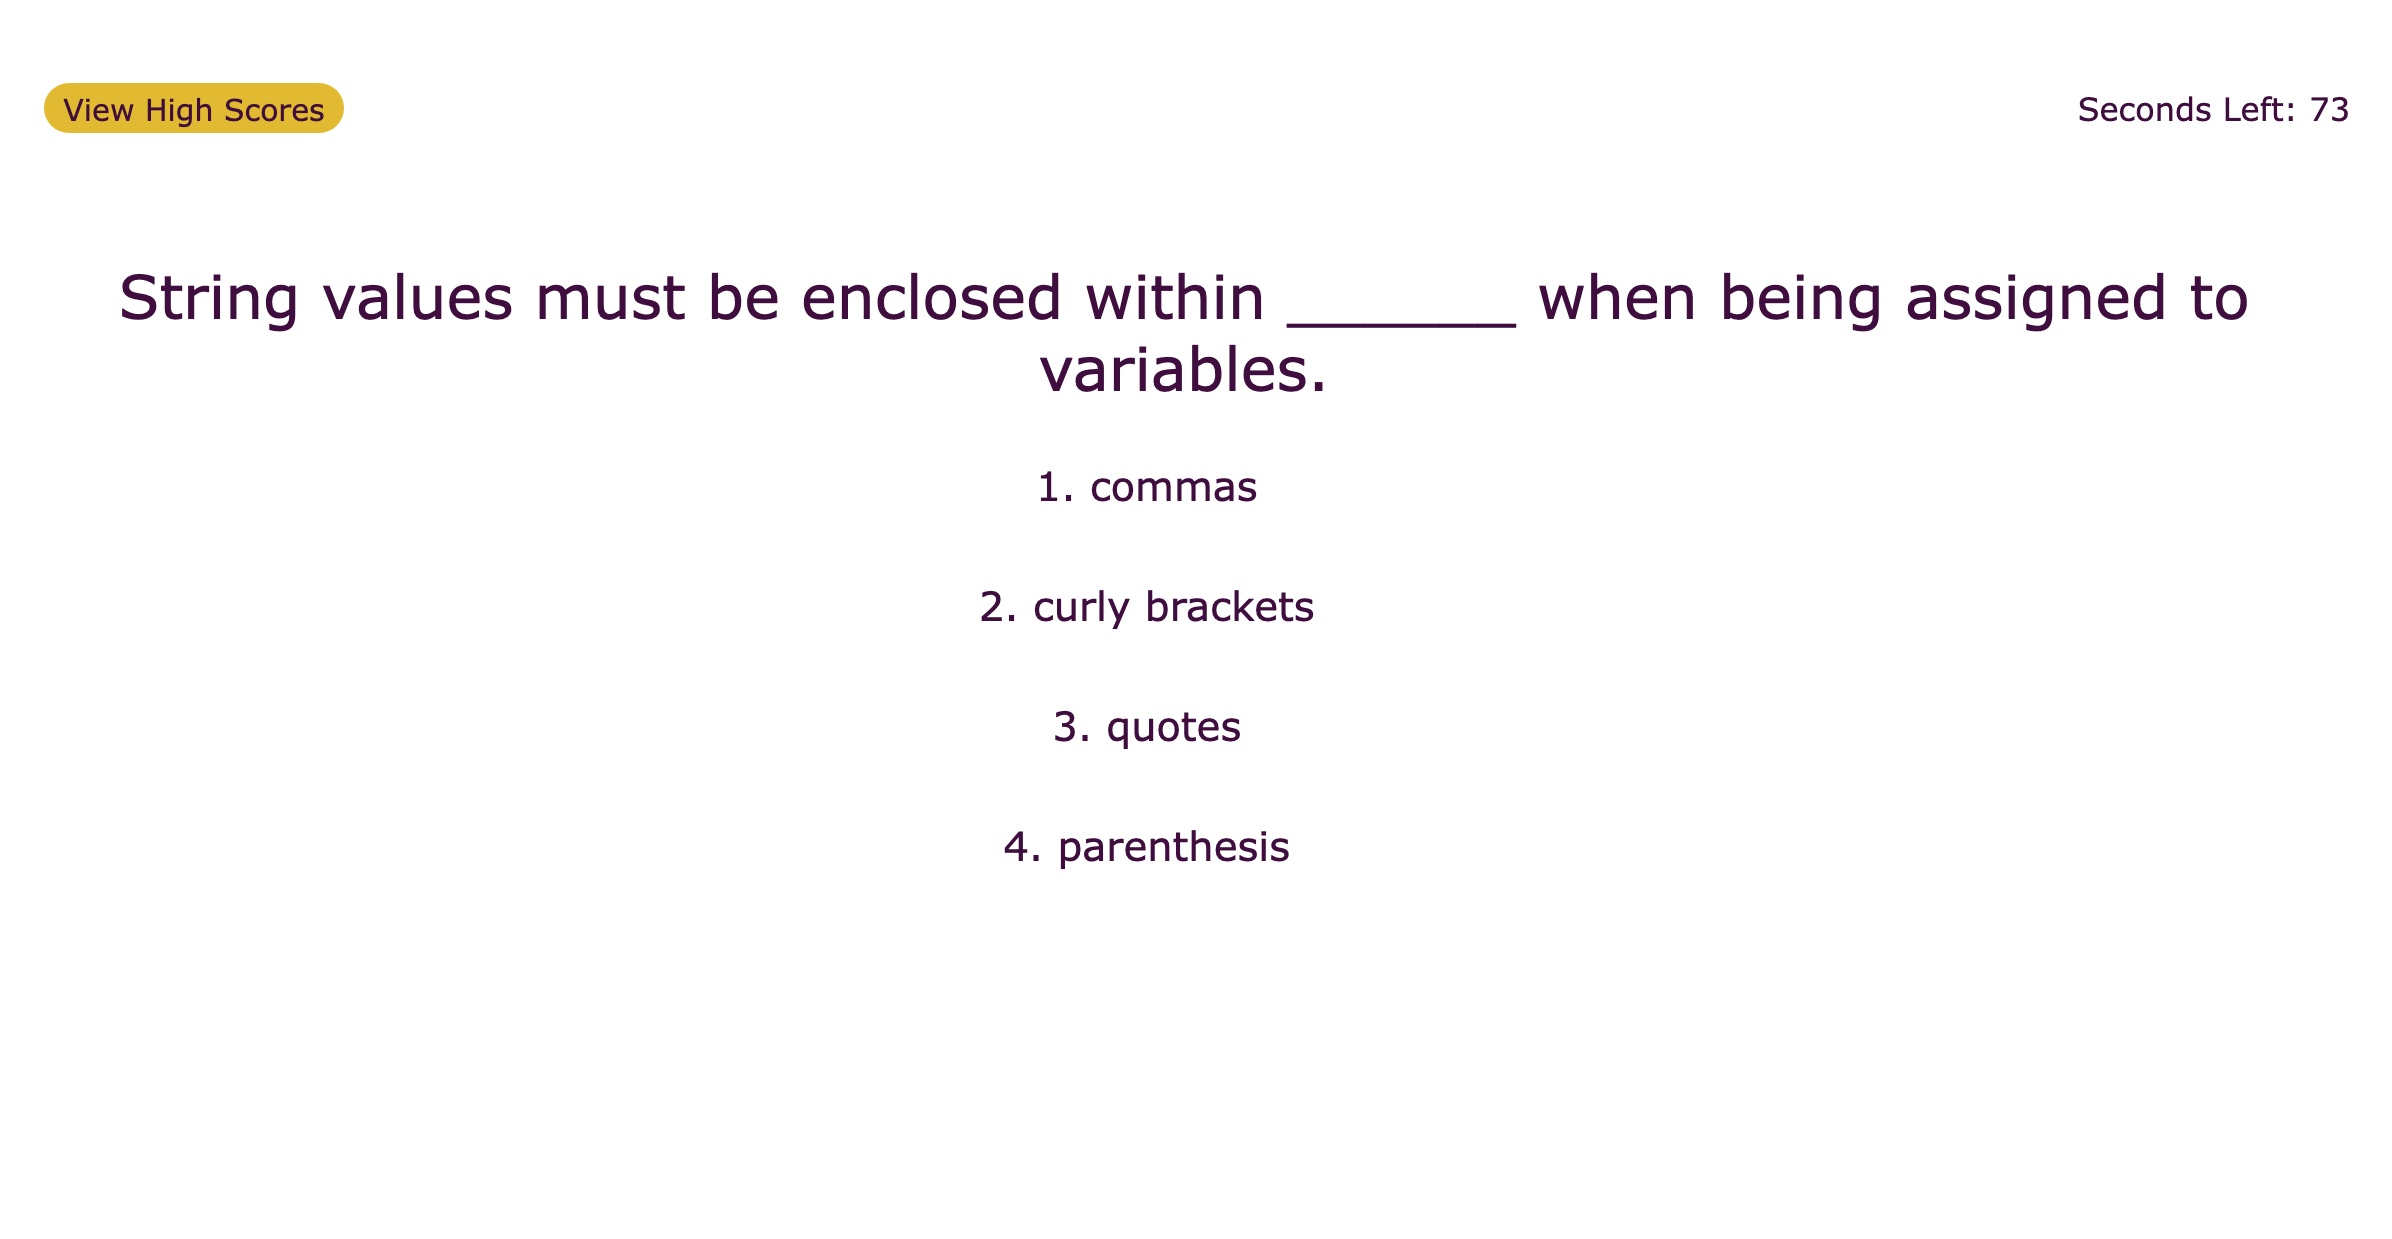 View High Scores
Seconds Left: 73
String values must be enclosed within ______ when being assigned to
variables.
1. commas
2. curly brackets
3. quotes
4. parenthesis